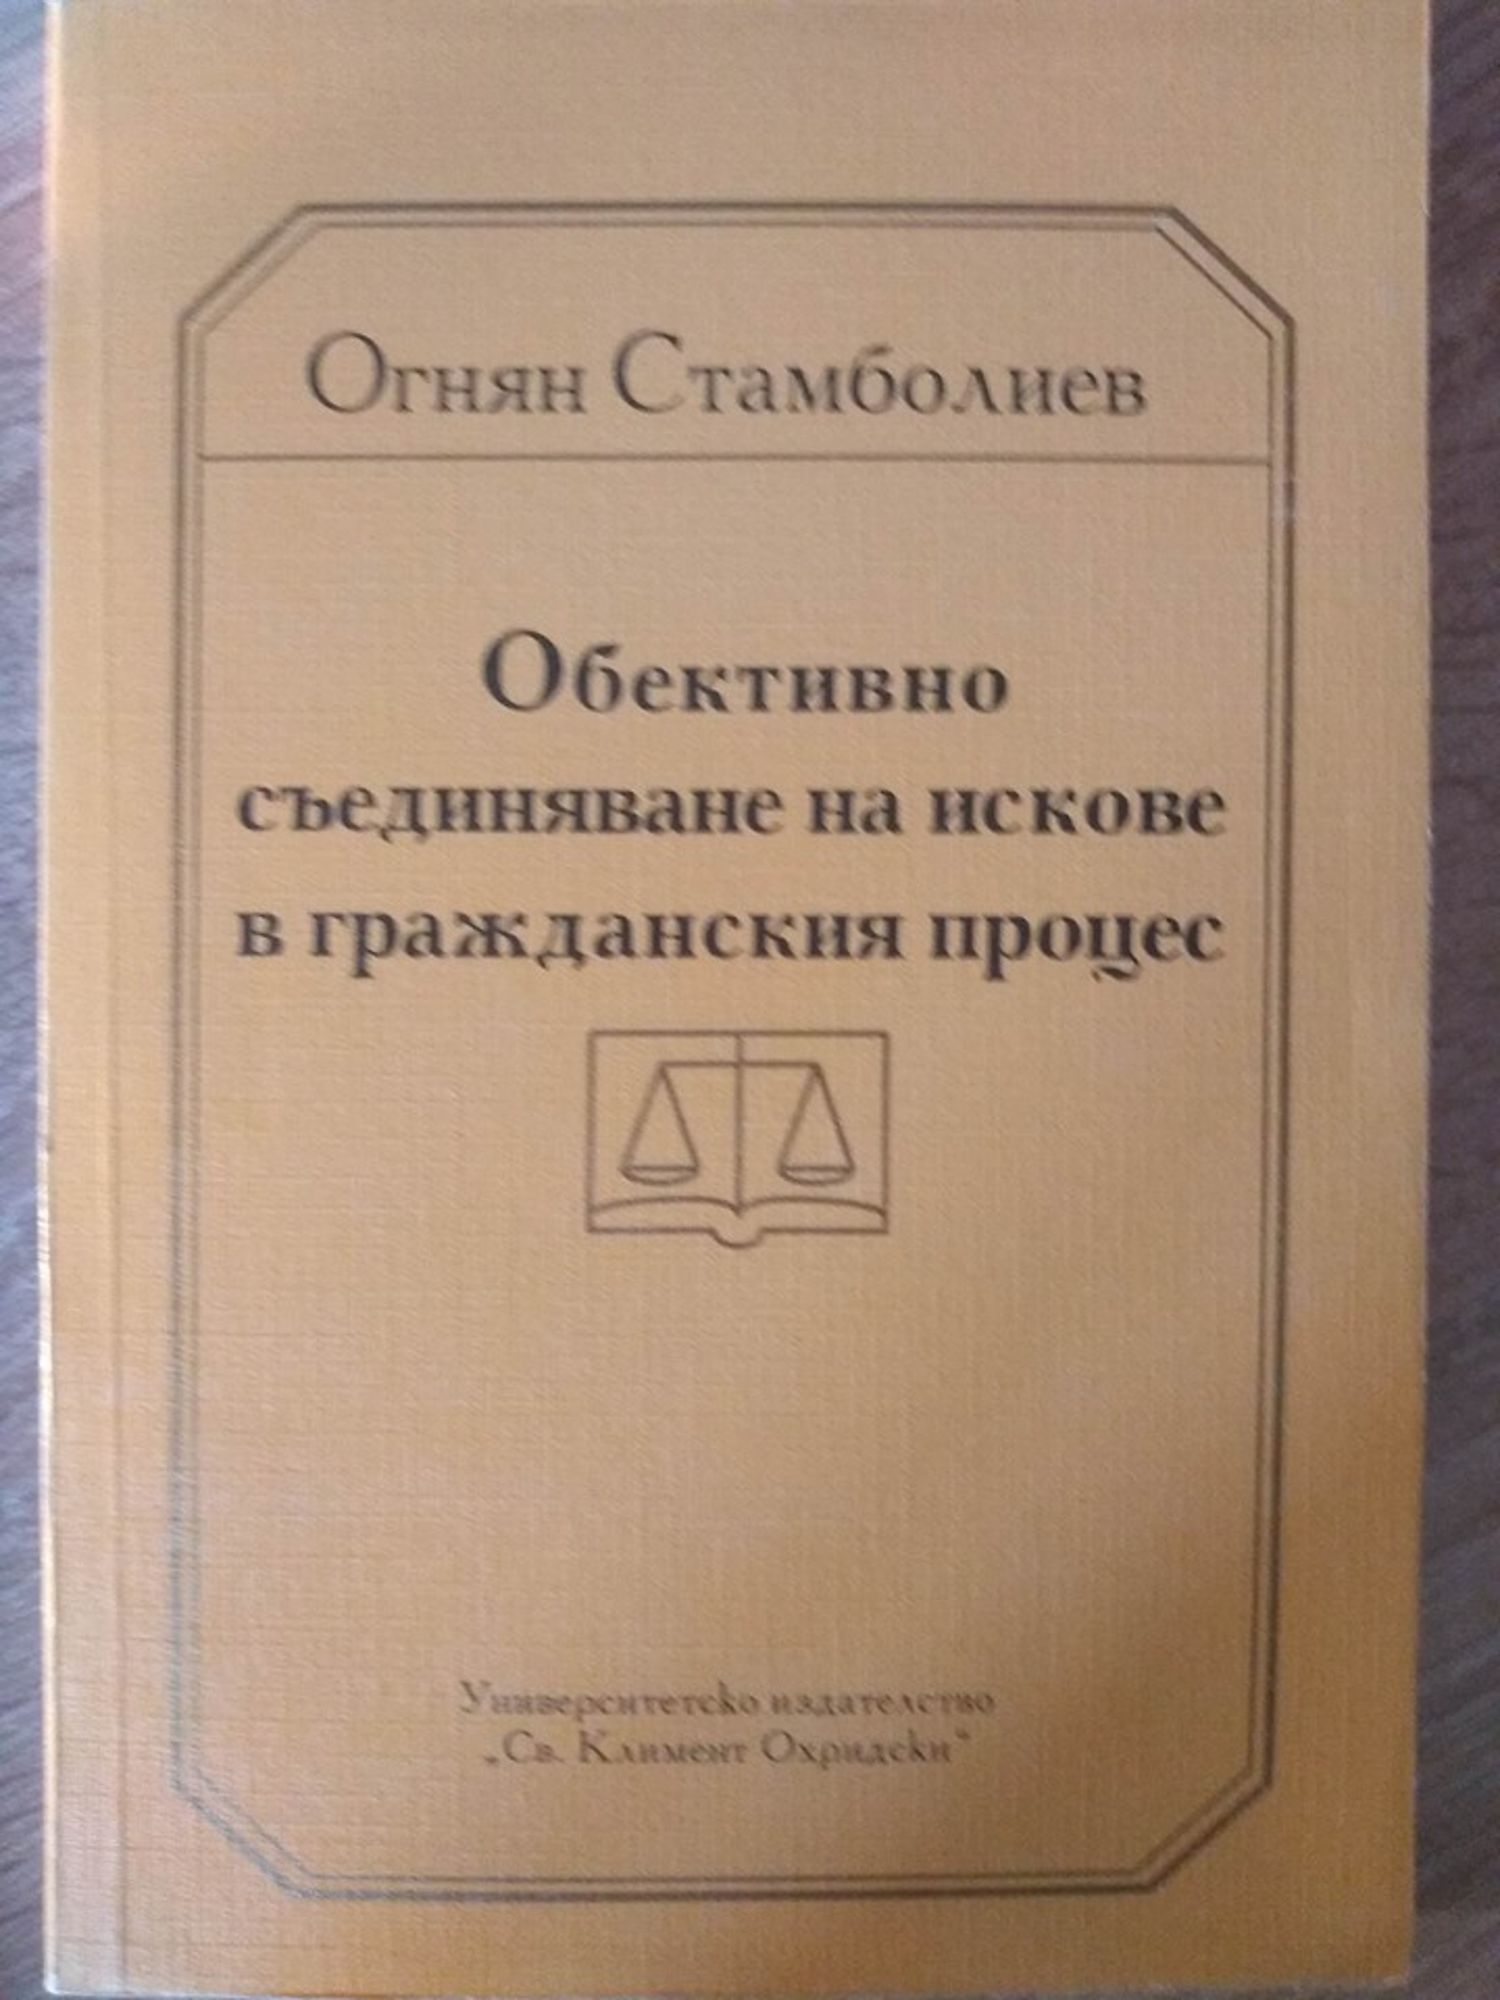 Огнян Стамболиев
Обективно
съединяване на искове
в гражданския процес
Университетско издателство
„Св. Климент Охридски“